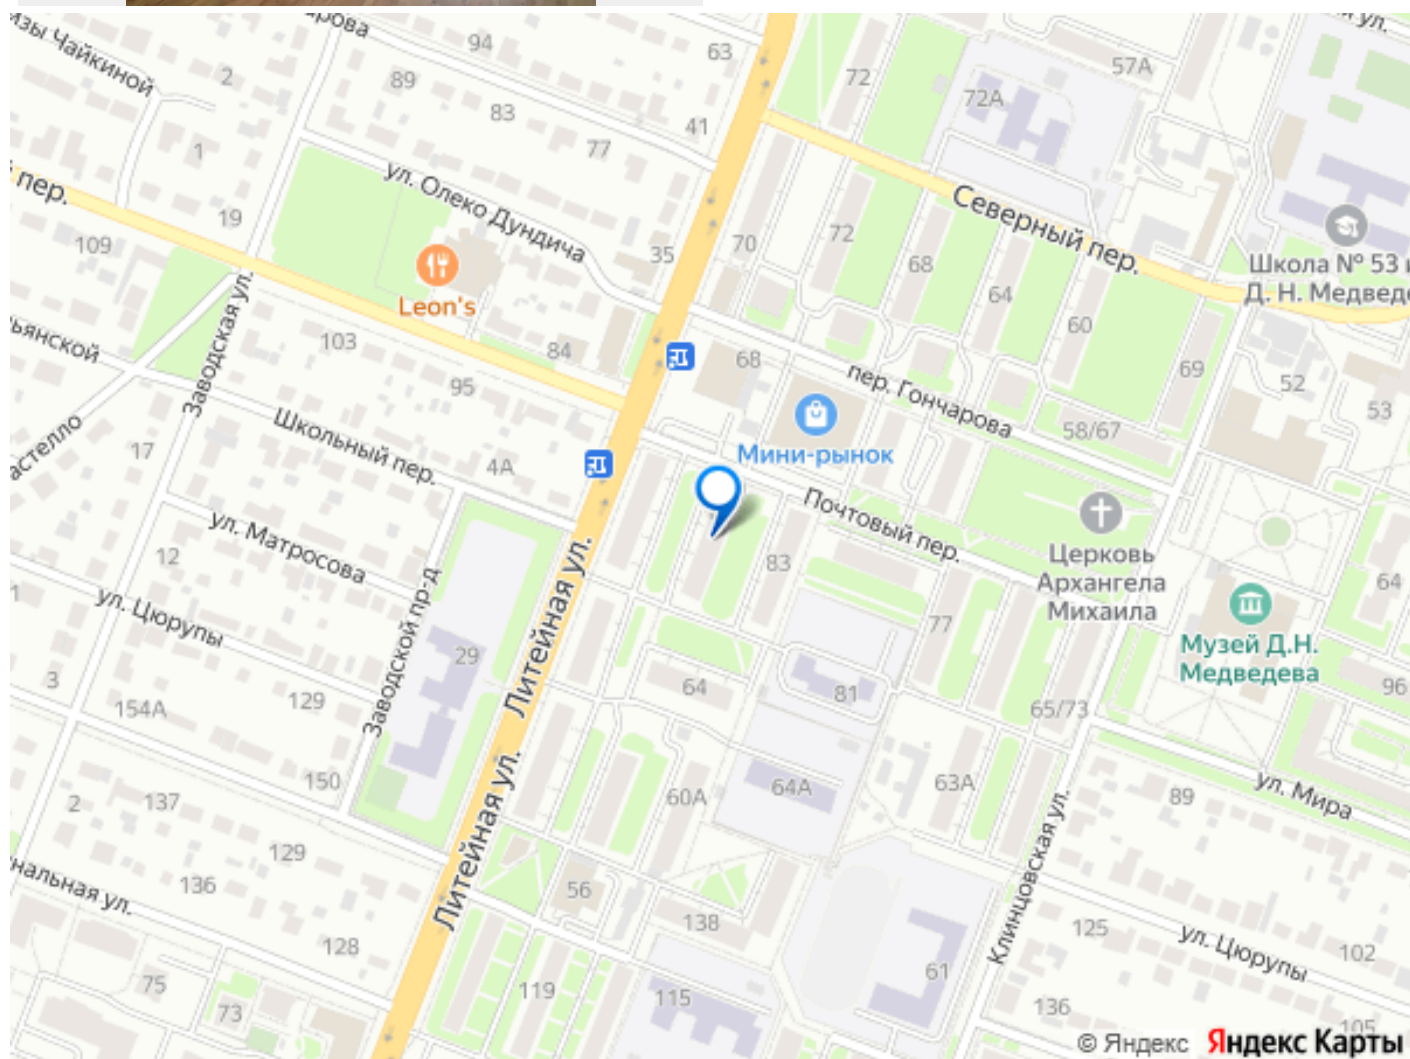 94
63
89
2
83
41
77
1
72
57А
72А
изы Чайкиной
ул. Олеко Дундича
пер.
19
109
35
70
72
68
64
60
69
Северный пер.
Школа № 53 и
Д. Н. Медведе
Leon's
103
84
95
68
пер. Гончарова
52
53
58/67
Мини-рынок
Заводская ул.
17
Школьный пер.
4А
Почтовый пер.
83
Церковь
Архангела
Михаила
64
ул. Матросова
12
ул. Цюрупы
3
154А
129
Заводской пр-д
29
Литейная ул.
77
64
81
65/73
Музей Д.Н.
Медведева
96
150
2
137
129
136
Литейная ул.
60А
64А
63А
89
ул. Мира
Клинцовская ул.
56
138
128
75
73
119
115
61
125
ул. Цюрупы
102
136
105
© Яндекс Яндекс Карты